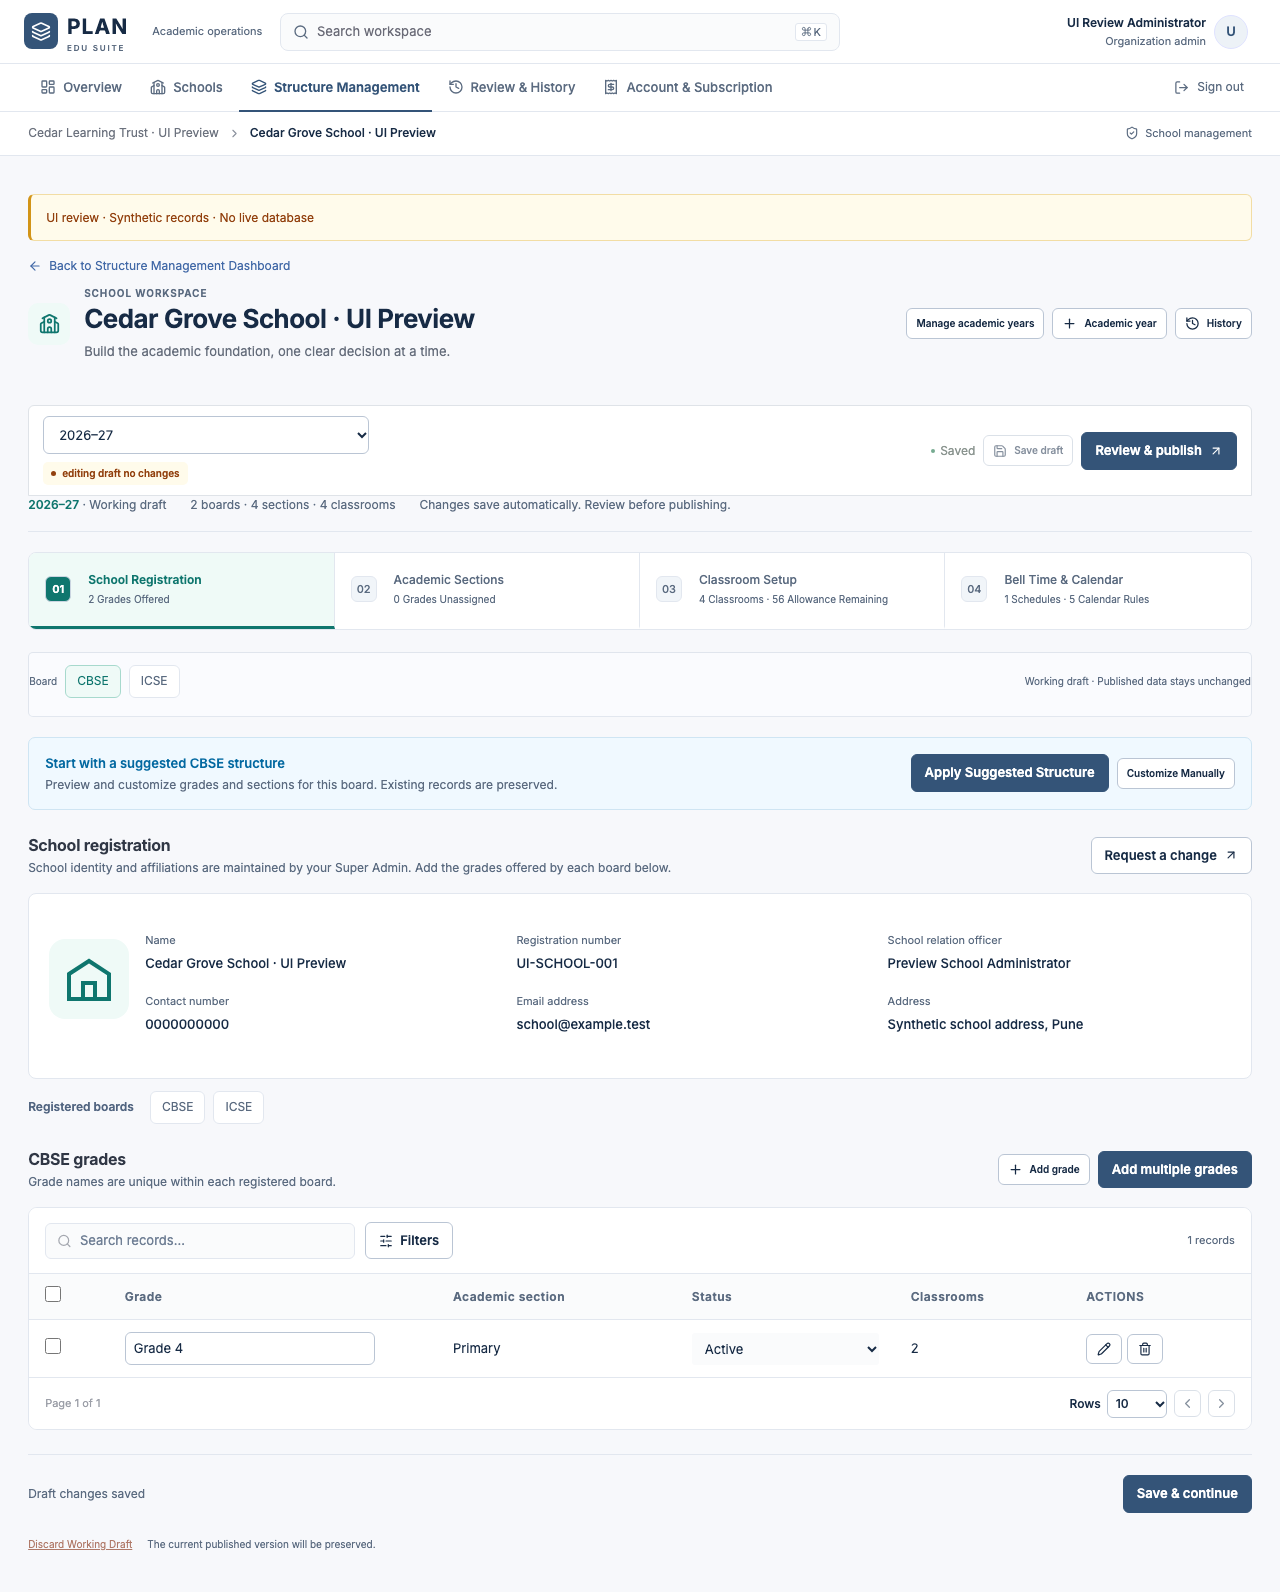 PLAN
EDU SUITE
Academic operations
Search workspace
⌘K
UI Review Administrator
Organization admin
U
Overview
Schools
Structure Management
Review & History
Account & Subscription
Sign out
Cedar Learning Trust · UI Preview
Cedar Grove School · UI Preview
School management
UI review · Synthetic records · No live database
Back to Structure Management Dashboard
SCHOOL WORKSPACE
Cedar Grove School · UI Preview
Build the academic foundation, one clear decision at a time.
Manage academic years
Academic year
History
2026–27
editing draft no changes
• Saved
Save draft
Review & publish
2026–27 · Working draft
2 boards · 4 sections · 4 classrooms
Changes save automatically. Review before publishing.
01
School Registration
2 Grades Offered
02
Academic Sections
0 Grades Unassigned
03
Classroom Setup
4 Classrooms · 56 Allowance Remaining
04
Bell Time & Calendar
1 Schedules · 5 Calendar Rules
Board
CBSE
ICSE
Working draft · Published data stays unchanged
Start with a suggested CBSE structure
Preview and customize grades and sections for this board. Existing records are preserved.
Apply Suggested Structure
Customize Manually
School registration
School identity and affiliations are maintained by your Super Admin. Add the grades offered by each board below.
Request a change
Name
Cedar Grove School · UI Preview
Registration number
UI-SCHOOL-001
School relation officer
Preview School Administrator
Contact number
0000000000
Email address
school@example.test
Address
Synthetic school address, Pune
Registered boards
CBSE
ICSE
CBSE grades
Grade names are unique within each registered board.
Add grade
Add multiple grades
Search records...
Filters
1 records
Grade
Academic section
Status
Classrooms
ACTIONS
Grade 4
Primary
Active
2
Page 1 of 1
Rows
10
Draft changes saved
Save & continue
Discard Working Draft
The current published version will be preserved.